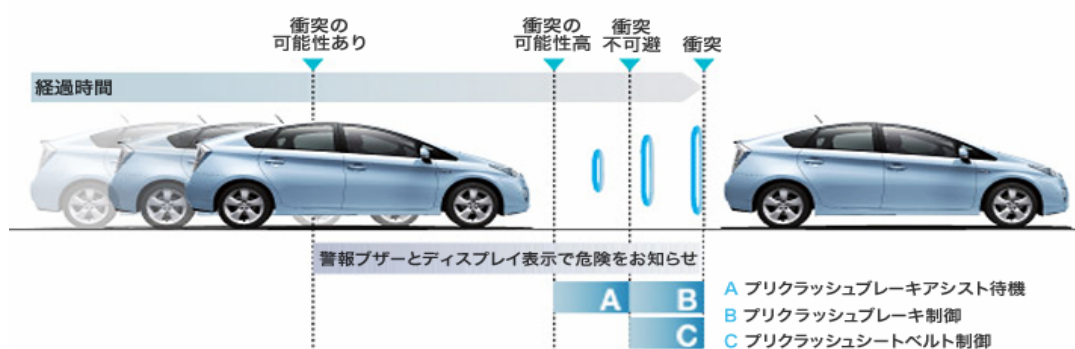 衝突の
可能性あり
衝突の
可能性高
衝突
不可避
衝突
経過時間
警報ブザーとディスプレイ表示で危険をお知らせ
A
B
C
A プリクラッシュブレーキアシスト待機
B プリクラッシュブレーキ制御
C プリクラッシュシートベルト制御